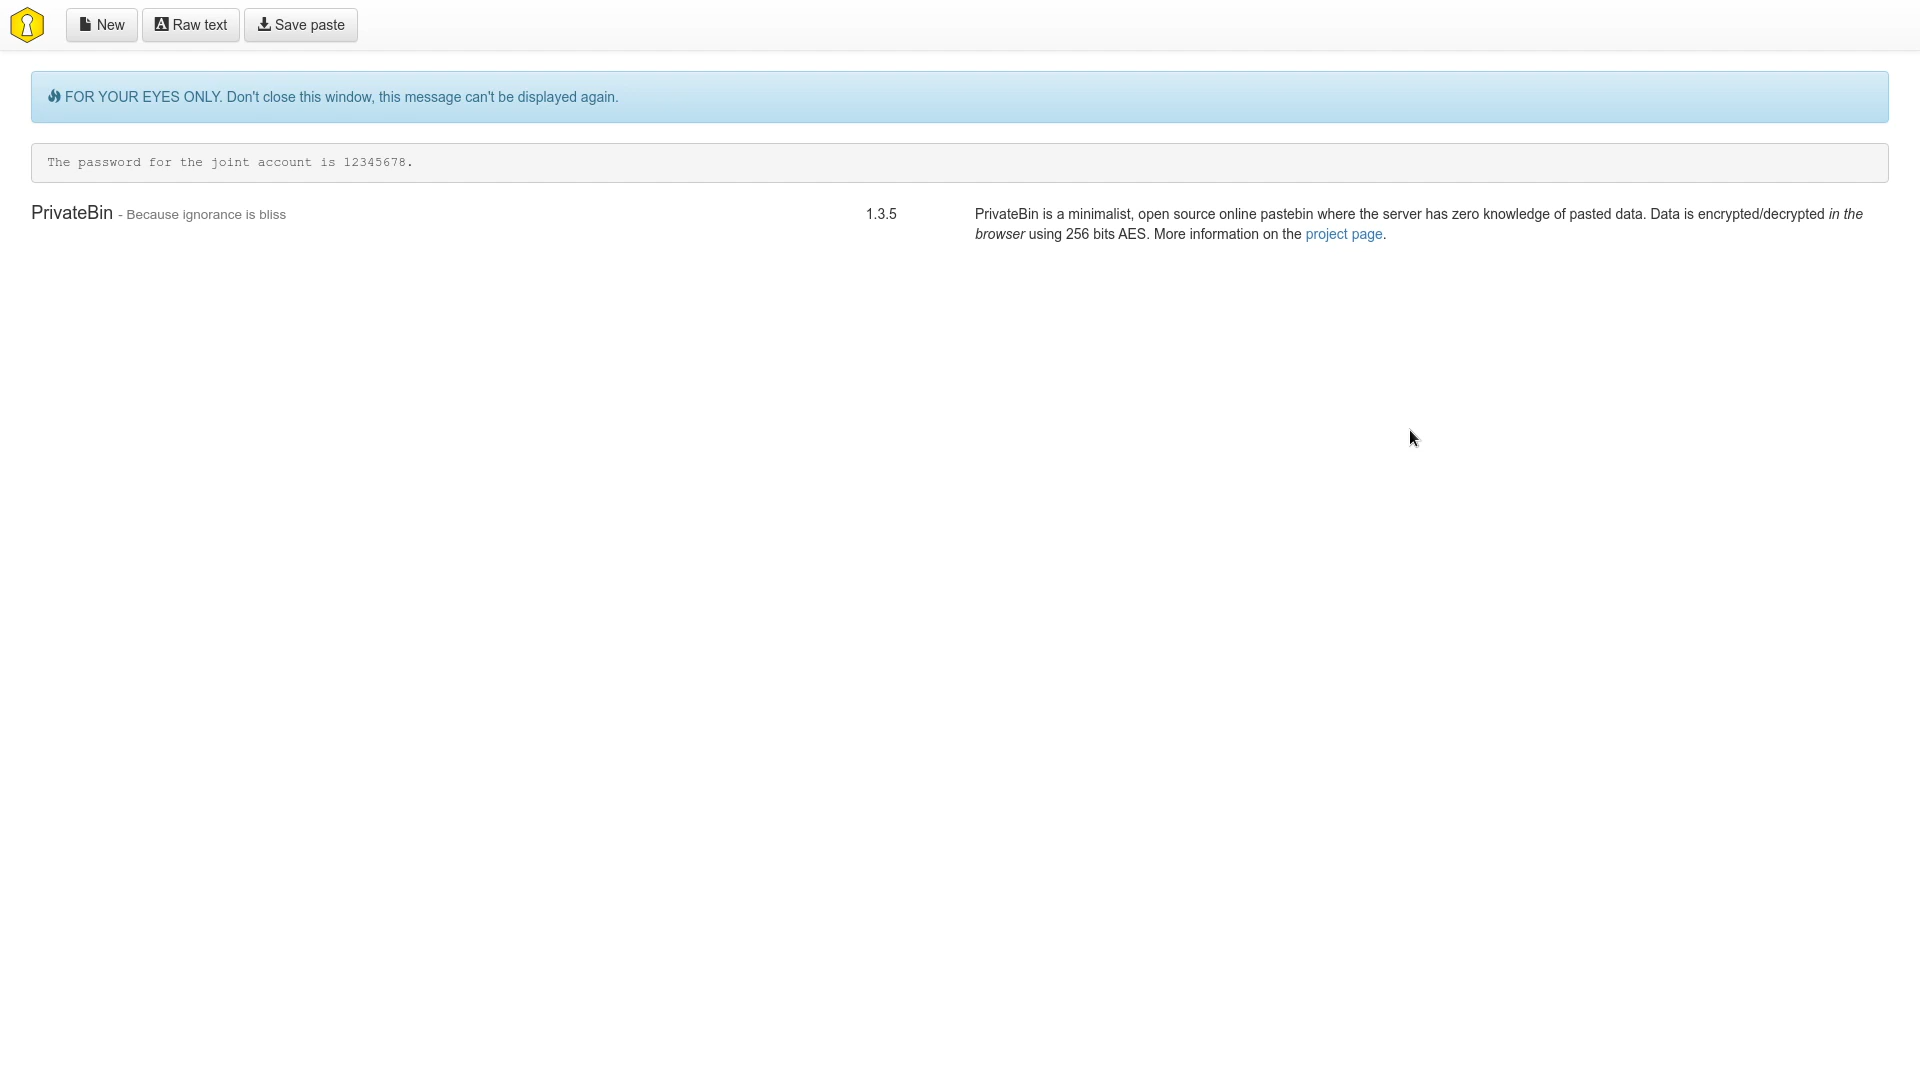 New
Raw text
Save paste
FOR YOUR EYES ONLY. Don't close this window, this message can't be displayed again.
The password for the joint account is 12345678.
PrivateBin - Because ignorance is bliss
1.3.5
PrivateBin is a minimalist, open source online pastebin where the server has zero knowledge of pasted data. Data is encrypted/decrypted in the
browser using 256 bits AES. More information on the project page.